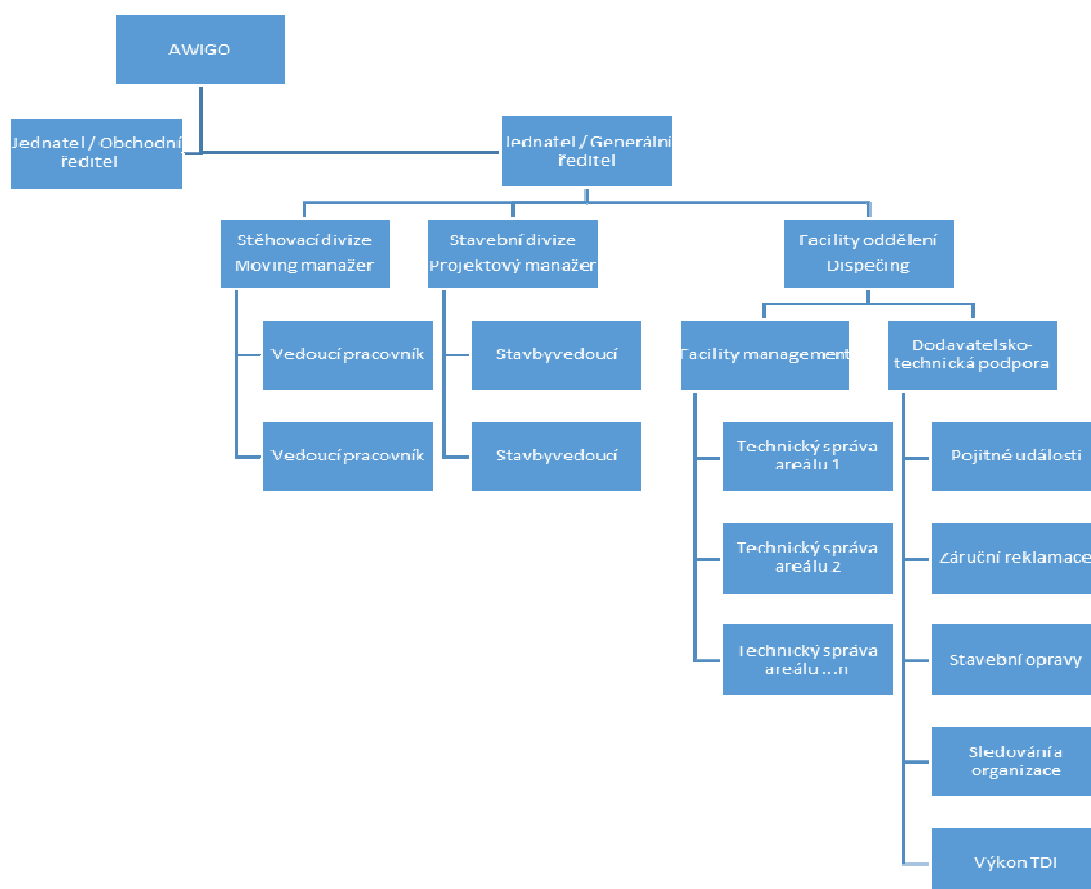 AWIGO
Jednatel / Obchodní
ředitel
Jednatel / Generální
ředitel
Stěhovací divize
Moving manažer
Stavební divize
Projektový manažer
Facility oddělení
Dispečing
Vedoucí pracovník
Stavbyvedoucí
Facility management
Dodavatelsko-
technická podpora
Vedoucí pracovník
Stavbyvedoucí
Technický správa
areálu 1
Pojitné události
Technický správa
areálu 2
Záruční reklamace
Technický správa
areálu ...n
Stavební opravy
Sledování a
organizace
Výkon TDI